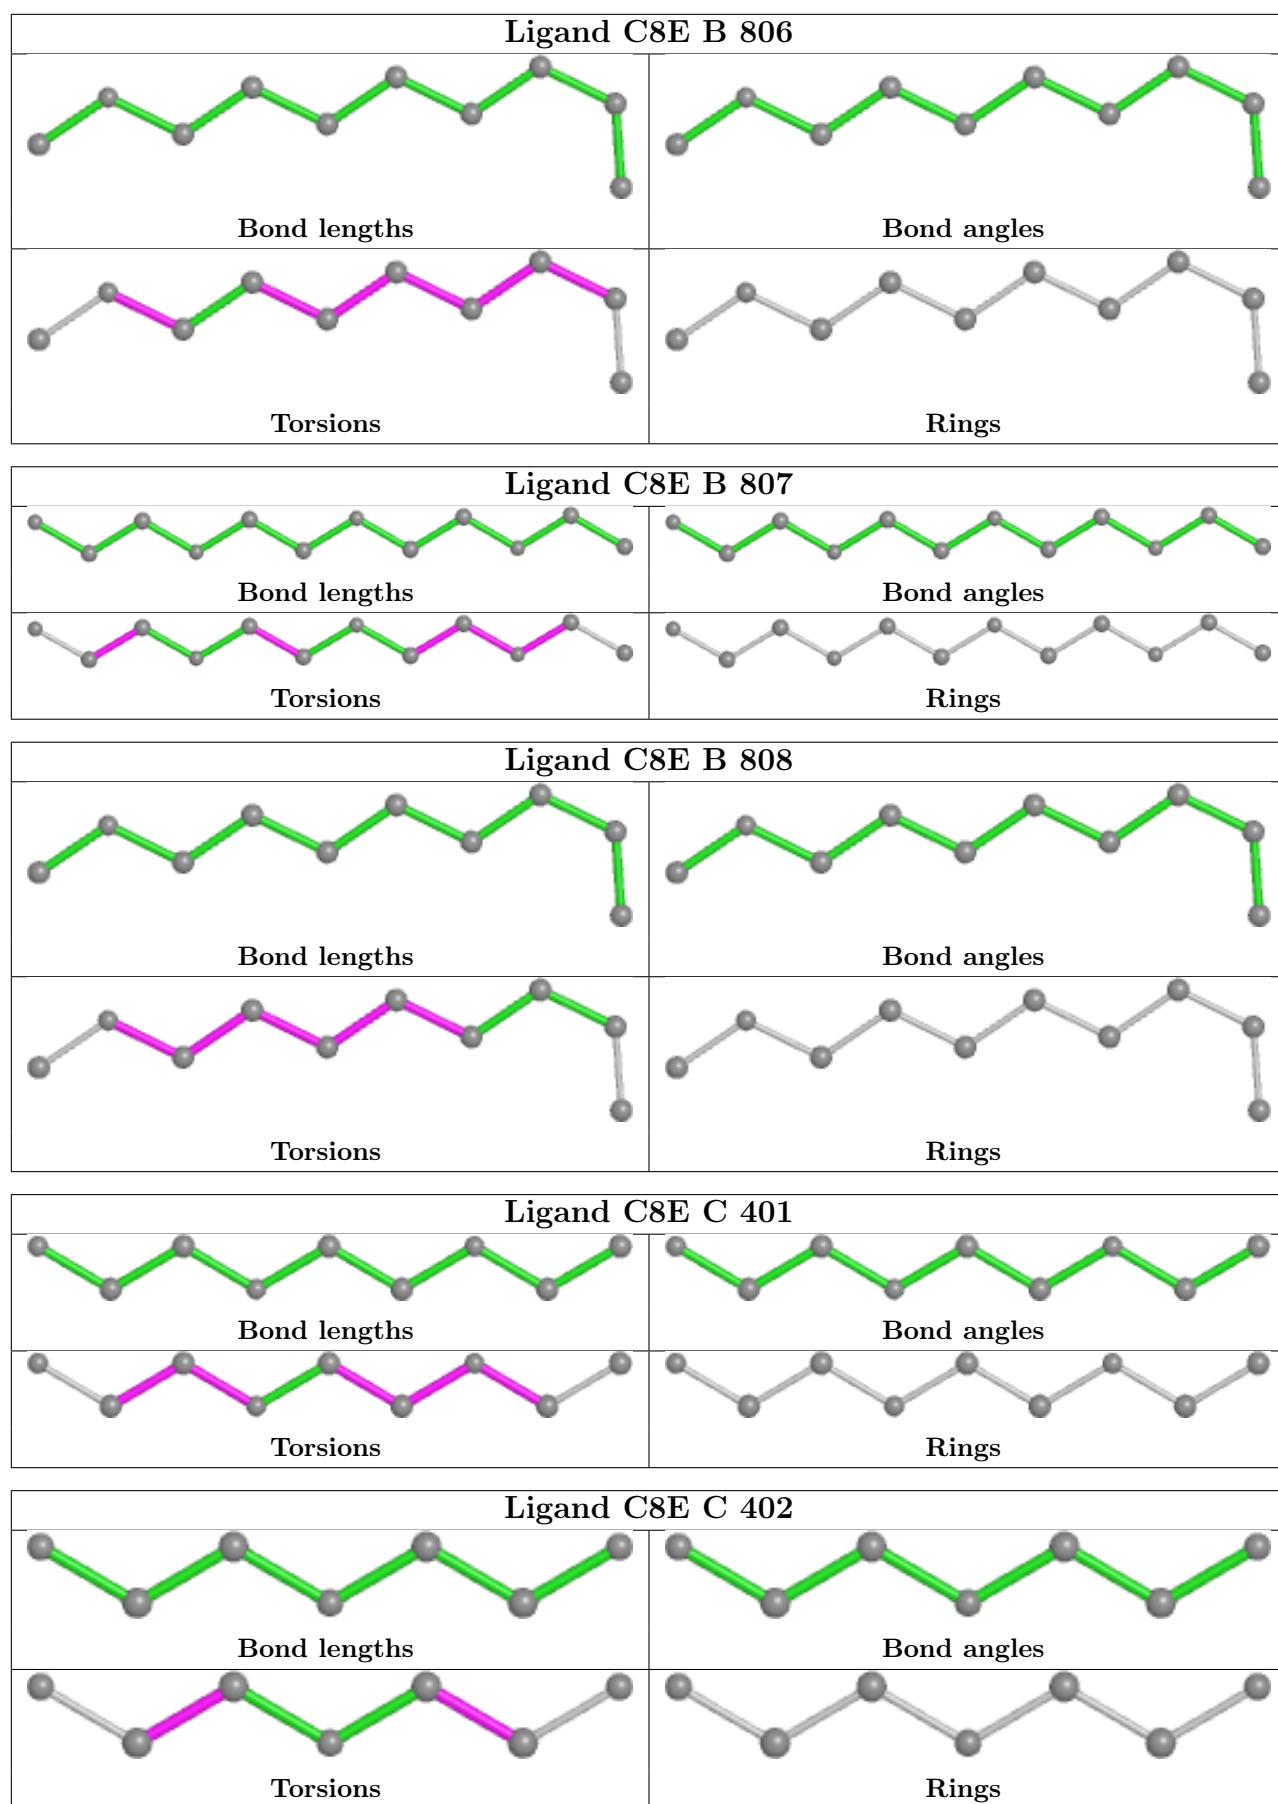 Ligand C8E B 806
Bond lengths
Bond angles
Torsions
Rings
Ligand C8E B 807
Bond lengths
Bond angles
Torsions
Rings
Ligand C8E B 808
Bond lengths
Bond angles
Torsions
Rings
Ligand C8E C 401
Bond lengths
Bond angles
Torsions
Rings
Ligand C8E C 402
Bond lengths
Bond angles
Torsions
Rings